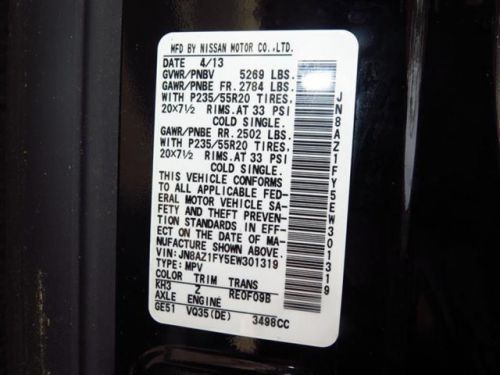 MFD BY NISSAN MOTOR CO.,LTD.
DATE 4/13
GVWR/PNBV 5269 LBS.
GAWR/PNBE FR. 2784 LBS.
WITH P235/55R20 TIRES,
20×7½ RIMS.AT 33 PSI
COLD SINGLE.
GAWR/PNBE RR. 2502 LBS.
WITH P235/55R20 TIRES,
20×7½ RIMS.AT 33 PSI
COLD SINGLE.
THIS VEHICLE CONFORMS
TO ALL APPLICABLE FED-
ERAL MOTOR VEHICLE SA-
FETY AND THEFT PREVEN-
TION STANDARDS IN EFF-
ECT ON THE DATE OF MA-
NUFACTURE SHOWN ABOVE.
VIN:JN8AZ1FY5EW301319
TYPE: MPV
COLOR TRIM TRANS
KH3 Z RE0F09B
AXLE ENGINE
GE51 VQ35(DE) 3498CC
JN8AZ1FY5EW301319